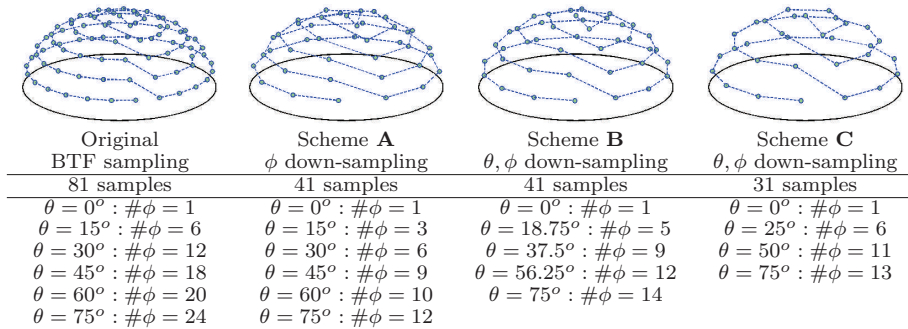 Original Scheme A Scheme B Scheme C
BTF sampling ϕ down-sampling θ, ϕ down-sampling θ, ϕ down-sampling
81 samples 41 samples 41 samples 31 samples
θ = 0° : #ϕ = 1 θ = 0° : #ϕ = 1 θ = 0° : #ϕ = 1 θ = 0° : #ϕ = 1
θ = 15° : #ϕ = 6 θ = 15° : #ϕ = 3 θ = 18.75° : #ϕ = 5 θ = 25° : #ϕ = 6
θ = 30° : #ϕ = 12 θ = 30° : #ϕ = 6 θ = 37.5° : #ϕ = 9 θ = 50° : #ϕ = 11
θ = 45° : #ϕ = 18 θ = 45° : #ϕ = 9 θ = 56.25° : #ϕ = 12 θ = 75° : #ϕ = 13
θ = 60° : #ϕ = 20 θ = 60° : #ϕ = 10 θ = 75° : #ϕ = 14
θ = 75° : #ϕ = 24 θ = 75° : #ϕ = 12